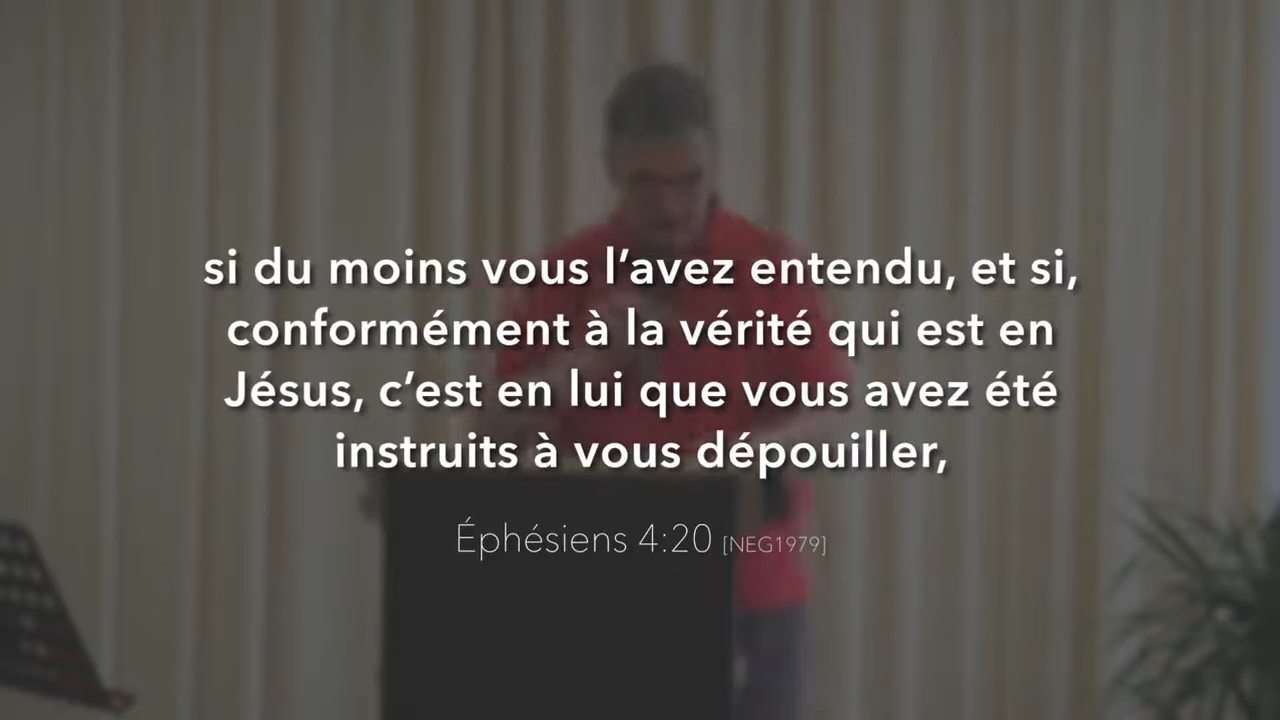 si du moins vous l’avez entendu, et si,
conformément à la vérité qui est en
Jésus, c’est en lui que vous avez été
instruits à vous dépouiller,
Éphésiens 4:20 [NEG1979]